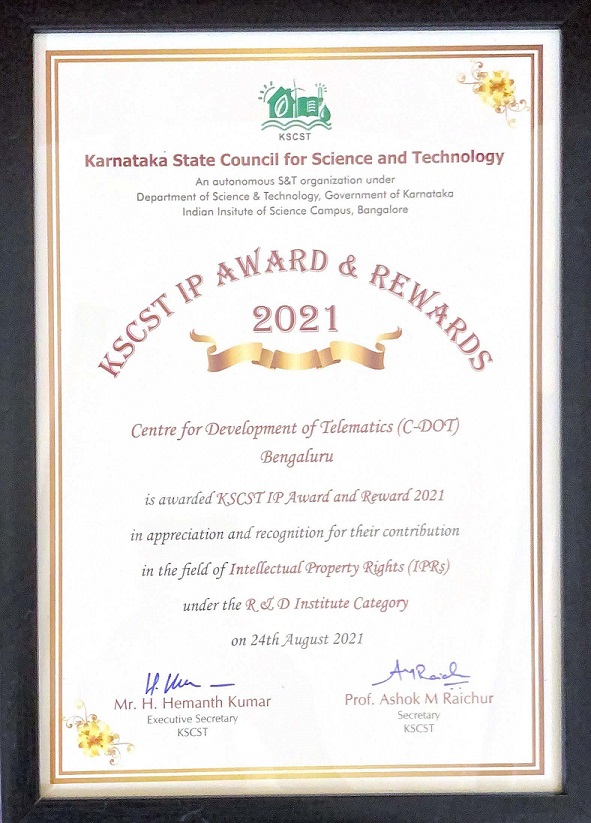 KSCST
Karnataka State Council for Science and Technology
An autonomous S&T organization under
Department of Science & Technology, Government of Karnataka
Indian Insitute of Science Campus, Bangalore
KSCST IP AWARD & REWARDS
2021
Centre for Development of Telematics (C-DOT)
Bengaluru
is awarded KSCST IP Award and Reward 2021
in appreciation and recognition for their contribution
in the field of Intellectual Property Rights (IPRs)
under the R & D Institute Category
on 24th August 2021
Mr. H. Hemanth Kumar
Executive Secretary
KSCST
Prof. Ashok M Raichur
Secretary
KSCST